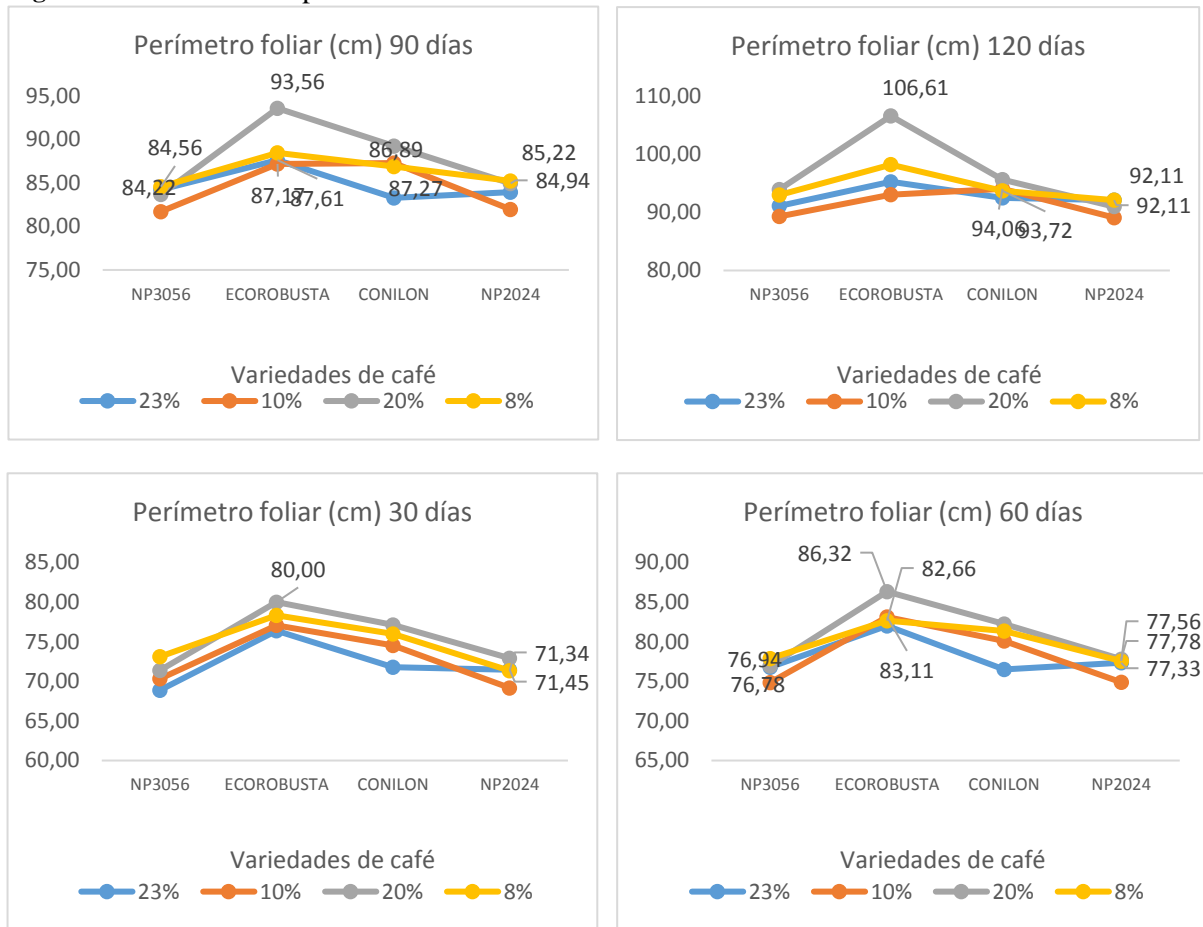 Perímetro foliar (cm) 90 días
93,56
95,00
90,00
85,00
80,00
75,00
84,56
84,22
87,17
87,61
86,89
87,27
85,22
84,94
NP3056 ECOROBUSTA CONILON NP2024
Variedades de café
23% 10% 20% 8%
Perímetro foliar (cm) 120 días
106,61
110,00
100,00
90,00
80,00
94,06
93,72
92,11
92,11
NP3056 ECOROBUSTA CONILON NP2024
Variedades de café
23% 10% 20% 8%
Perímetro foliar (cm) 30 días
80,00
85,00
80,00
75,00
70,00
65,00
60,00
71,34
71,45
NP3056 ECOROBUSTA CONILON NP2024
Variedades de café
23% 10% 20% 8%
Perímetro foliar (cm) 60 días
86,32
82,66
90,00
85,00
80,00
75,00
70,00
65,00
76,94
76,78
83,11
77,56
77,78
77,33
NP3056 ECOROBUSTA CONILON NP2024
Variedades de café
23% 10% 20% 8%